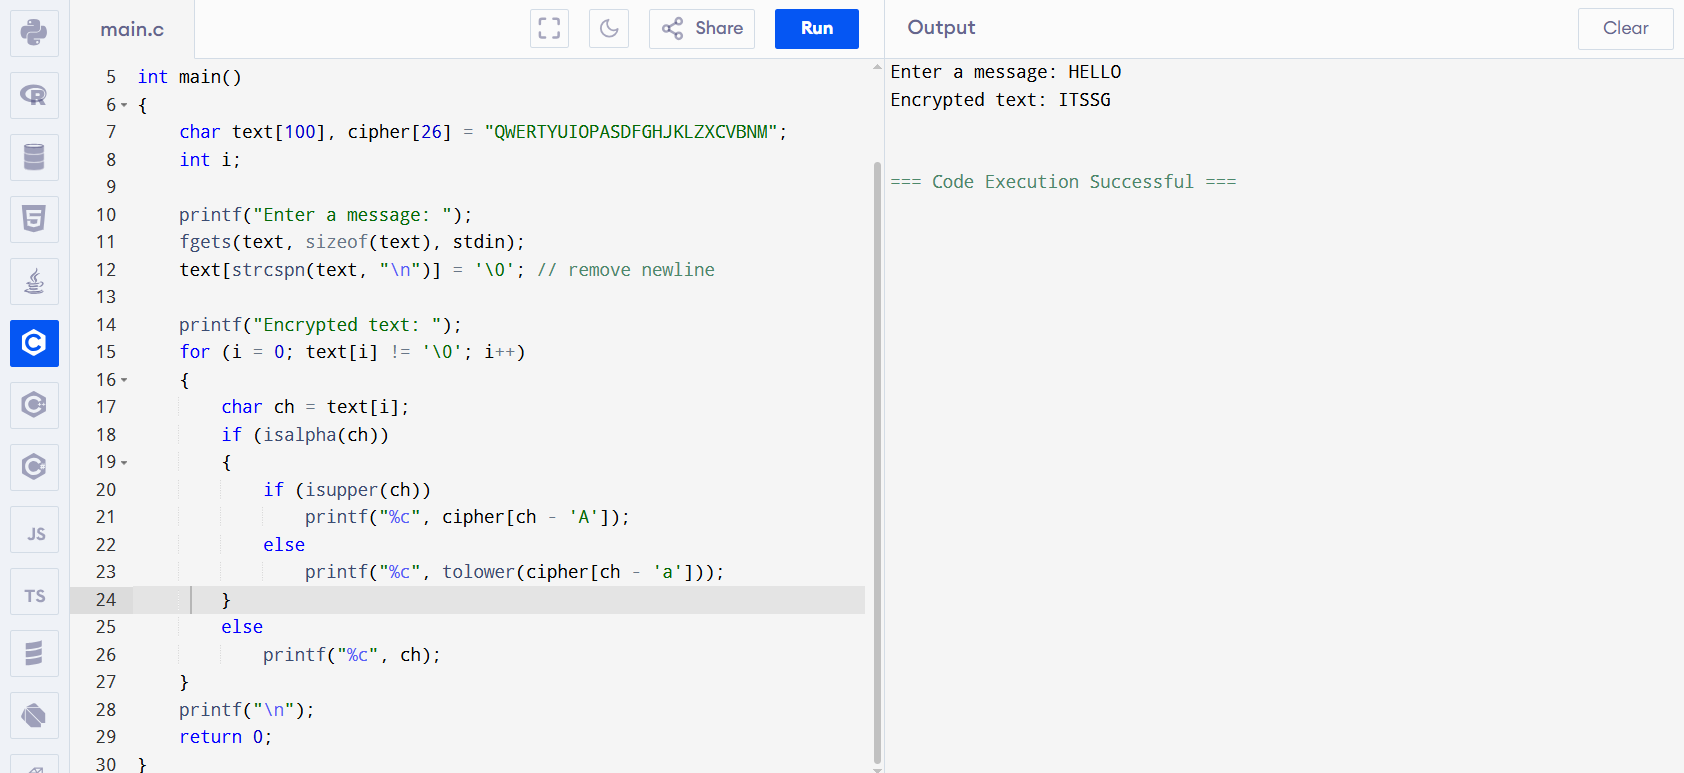 main.c
Share
Run
Output
Clear
5 int main()
6 {
7 char text[100], cipher[26] = "QWERTYUIOPASDFGHJKLZXCVBNM";
8 int i;
9
10 printf("Enter a message: ");
11 fgets(text, sizeof(text), stdin);
12 text[strcspn(text, "\n")] = '\0'; // remove newline
13
14 printf("Encrypted text: ");
15 for (i = 0; text[i] != '\0'; i++)
16 {
17 char ch = text[i];
18 if (isalpha(ch))
19 {
20 if (isupper(ch))
21 printf("%c", cipher[ch - 'A']);
22 else
23 printf("%c", tolower(cipher[ch - 'a']));
24 }
25 else
26 printf("%c", ch);
27 }
28 printf("\n");
29 return 0;
30 }
Enter a message: HELLO
Encrypted text: ITSSG
=== Code Execution Successful ===
R
5
C
C
C
JS
TS